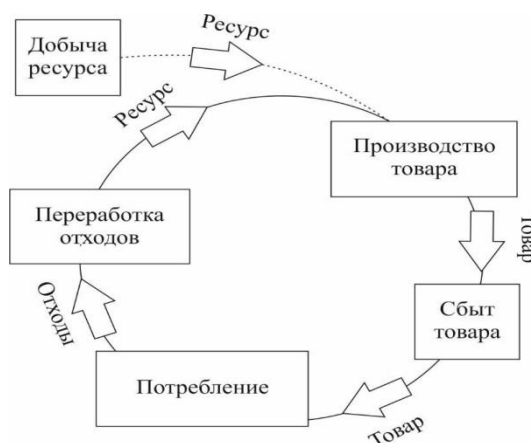 Добыча
ресурса
Ресурс
Ресурс
Производство
товара
Товар
Сбыт
товара
Товар
Потребление
Отходы
Переработка
отходов